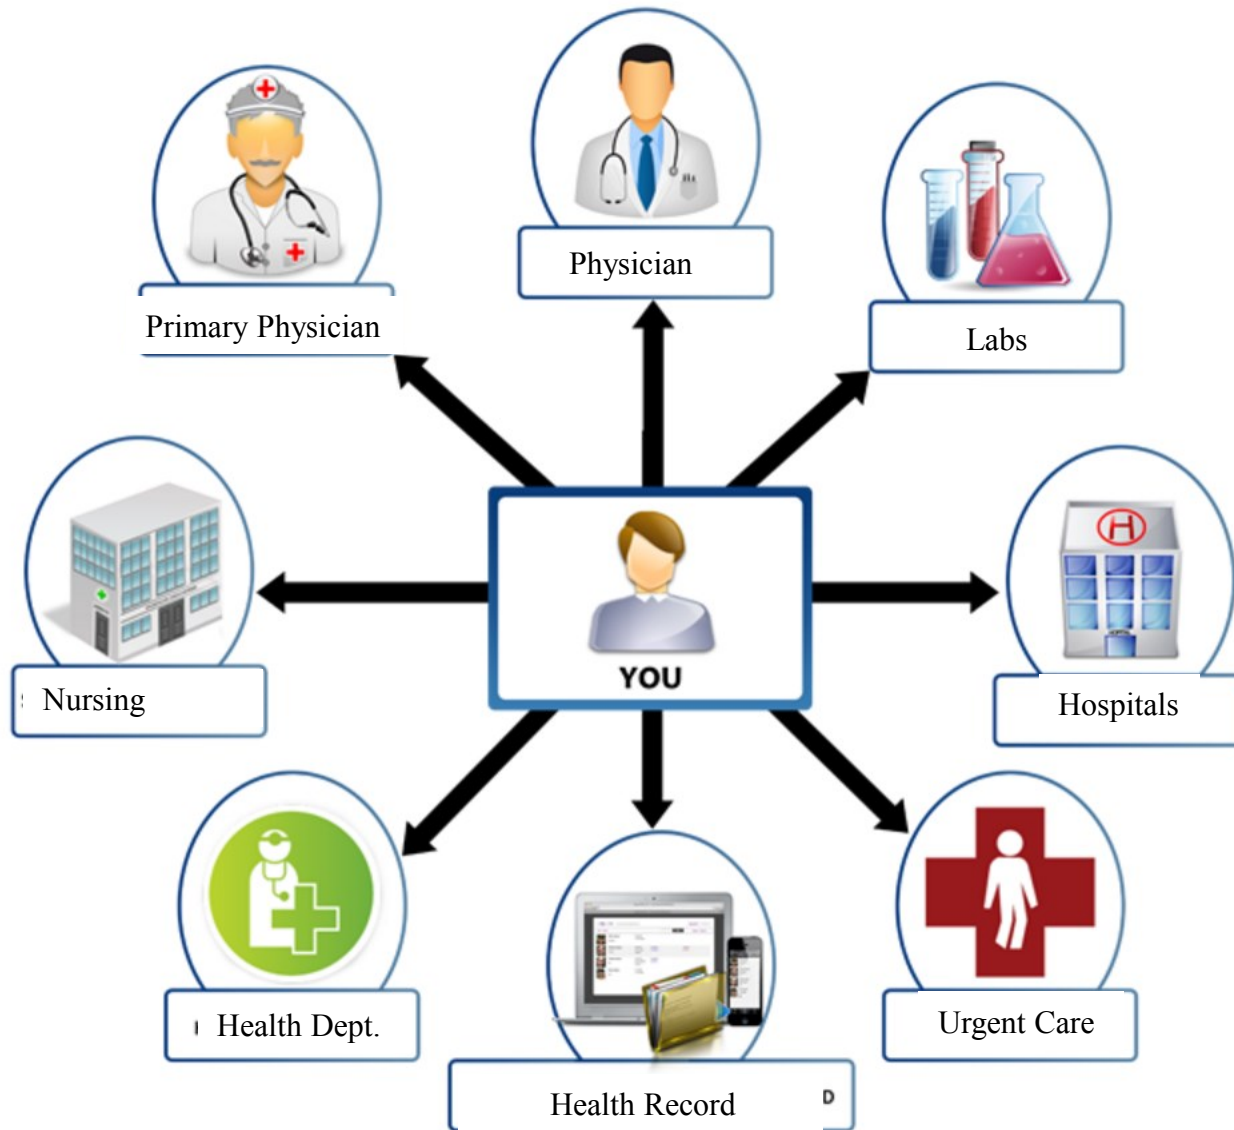 Physician
Primary Physician
Labs
YOU
Nursing
Hospitals
Health Dept.
Urgent Care
Health Record
D
H